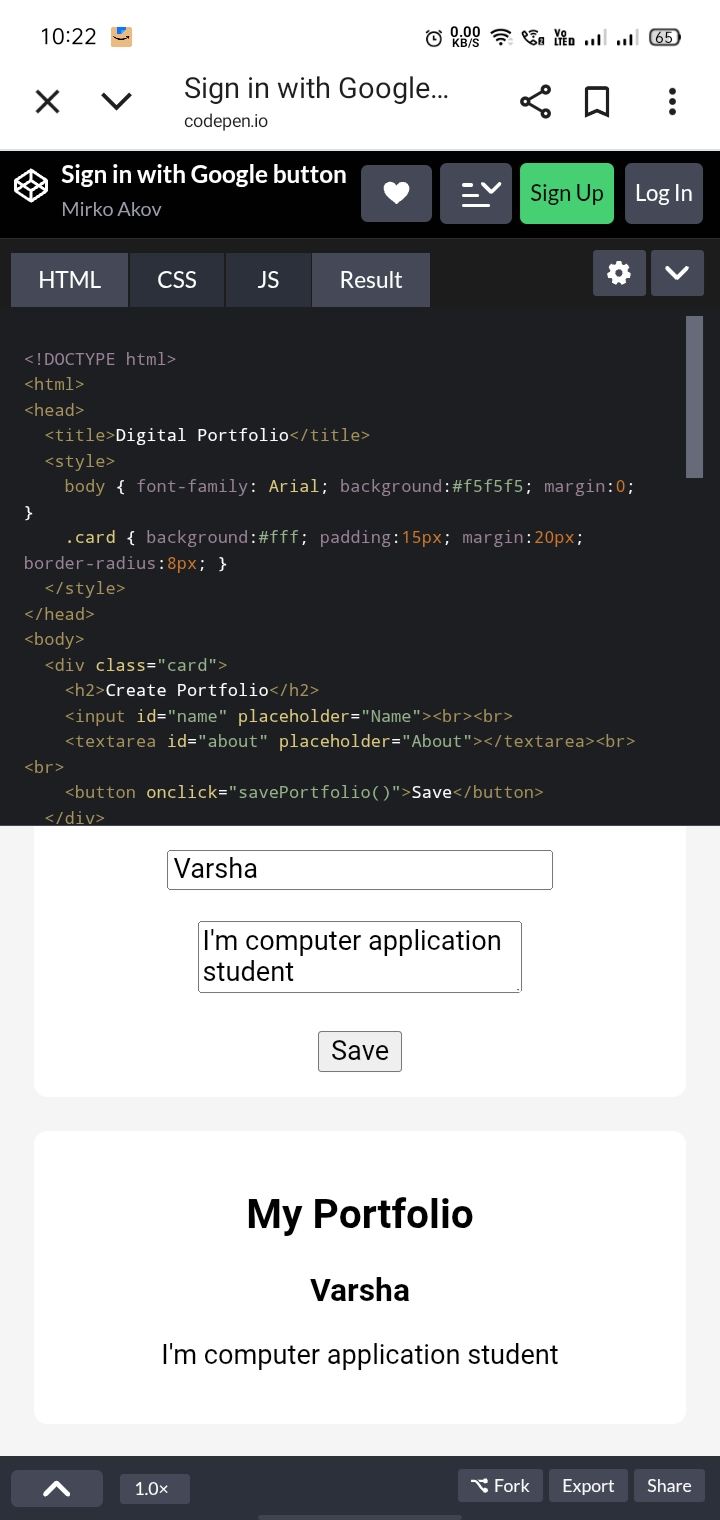 10:22
0.00
KB/S
Vo
LTE
65
Sign in with Google...
codepen.io
Sign in with Google button
Mirko Akov
Sign Up
Log In
HTML
CSS
JS
Result
<!DOCTYPE html>
<html>
<head>
<title>Digital Portfolio</title>
<style>
body { font-family: Arial; background:#f5f5f5; margin:0;
}
.card { background:#fff; padding:15px; margin:20px;
border-radius:8px; }
</style>
</head>
<body>
<div class="card">
<h2>Create Portfolio</h2>
<input id="name" placeholder="Name"><br><br>
<textarea id="about" placeholder="About"></textarea><br>
<br>
<button onclick="savePortfolio()">Save</button>
</div>
Varsha
I'm computer application
student
Save
My Portfolio
Varsha
I'm computer application student
1.0×
Fork
Export
Share